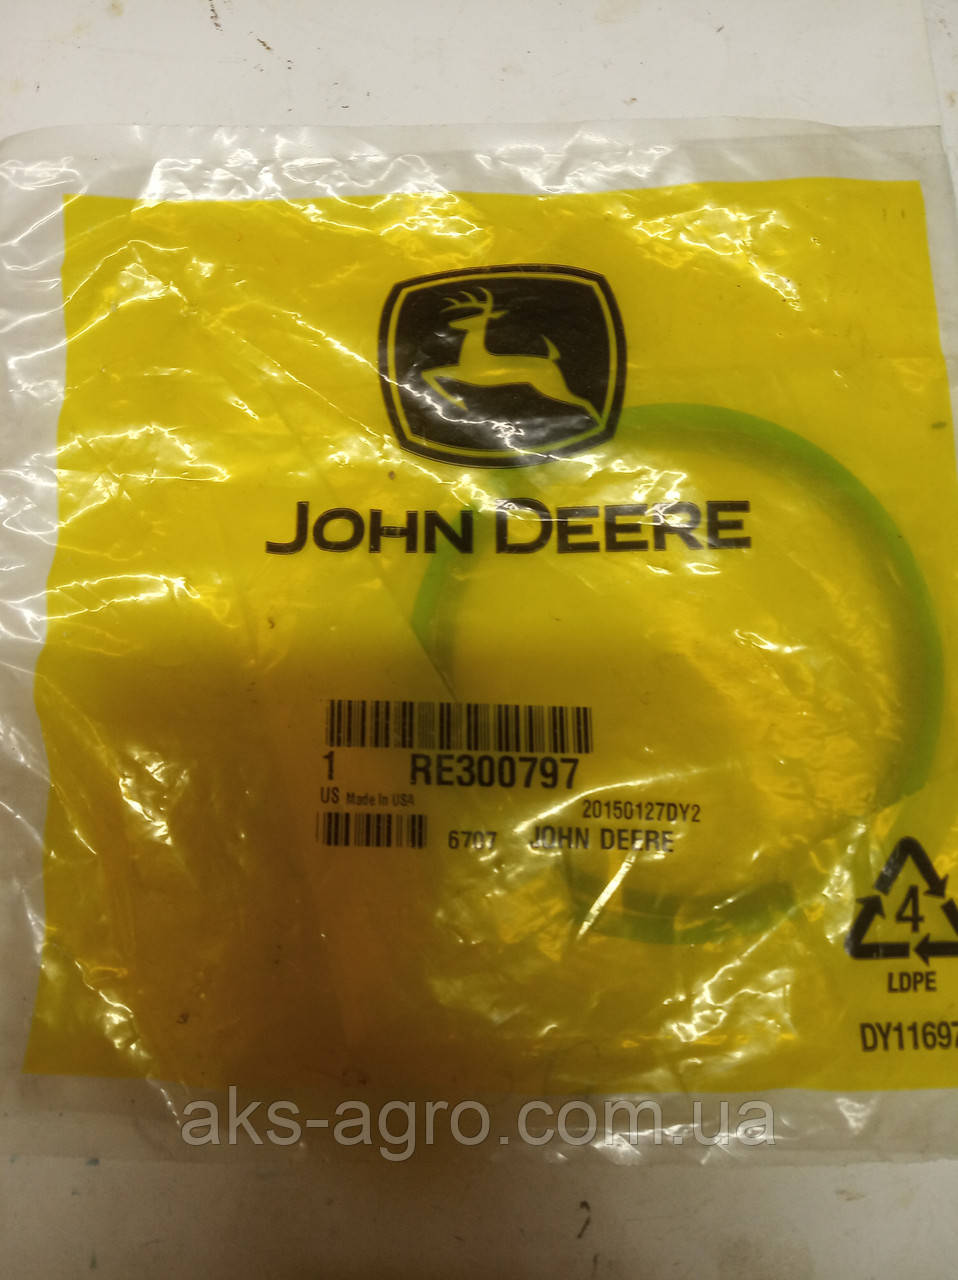 JOHN DEERE
1 RE300797
US Made In USA
20150127DY2
6707 JOHN DEERE
4
LDPE
DY11697
aks-agro.com.ua